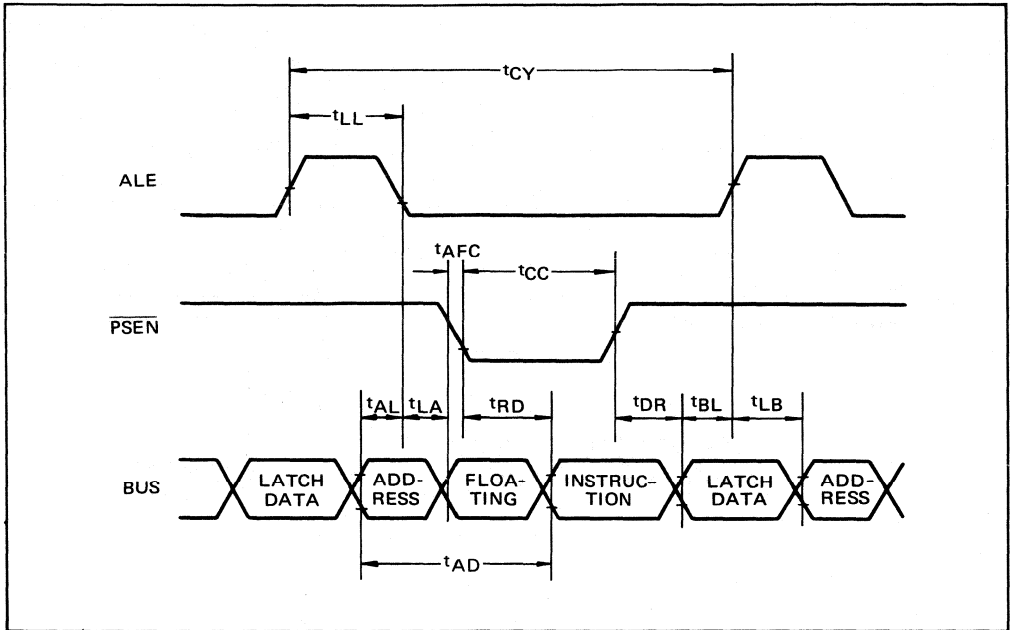 tCY
tLL
ALE
tAFC
tCC
PSEN
tAL tLA tRD tDR tBL tLB
BUS
LATCH DATA
ADD-
RESS
FLOA-
TING
INSTRUC-
TION
LATCH
DATA
ADD-
RESS
tAD